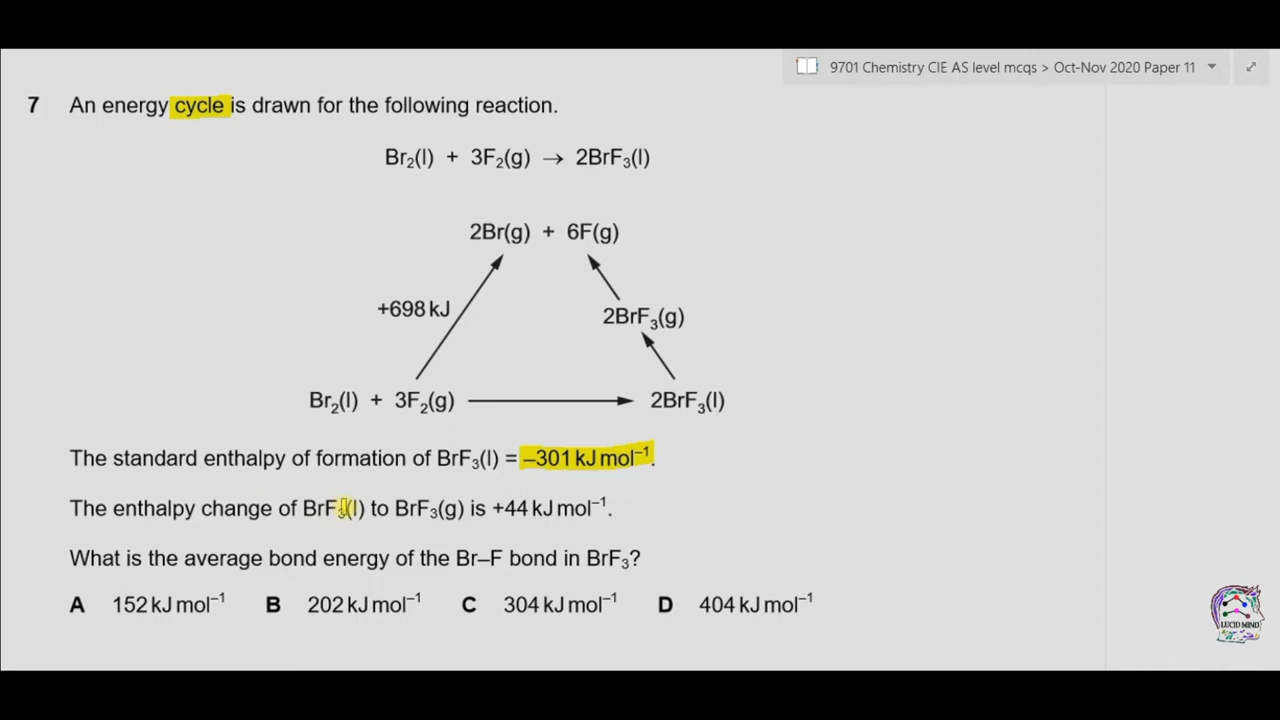 9701 Chemistry CIE AS level mcqs > Oct-Nov 2020 Paper 11
7 An energy cycle is drawn for the following reaction.
Br₂(l) + 3F₂(g) → 2BrF₃(l)
2Br(g) + 6F(g)
+698 kJ
2BrF₃(g)
Br₂(l) + 3F₂(g)
2BrF₃(l)
The standard enthalpy of formation of BrF₃(l) = –301 kJ mol⁻¹.
The enthalpy change of BrF₃(l) to BrF₃(g) is +44 kJ mol⁻¹.
What is the average bond energy of the Br–F bond in BrF₃?
A 152 kJ mol⁻¹ B 202 kJ mol⁻¹ C 304 kJ mol⁻¹ D 404 kJ mol⁻¹
LUCID MIND